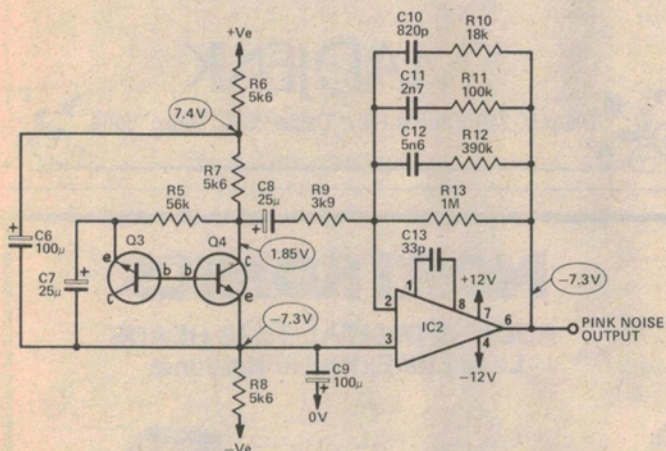 C10
820p
R10
18k
+Ve
C11
2n7
R11
100k
R6
5k6
7.4V
C12
5n6
R12
390k
R7
5k6
C8
25µ
R9
3k9
R13
1M
R5
56k
C13
33p
C6
100µ
Q3
Q4
1.85V
+12V
-7.3V
C7
25µ
e
b
b
c
c
e
1
8
7
2
6
3
4
IC2
PINK NOISE
OUTPUT
-7.3V
-12V
R8
5k6
C9
100µ
0V
-Ve